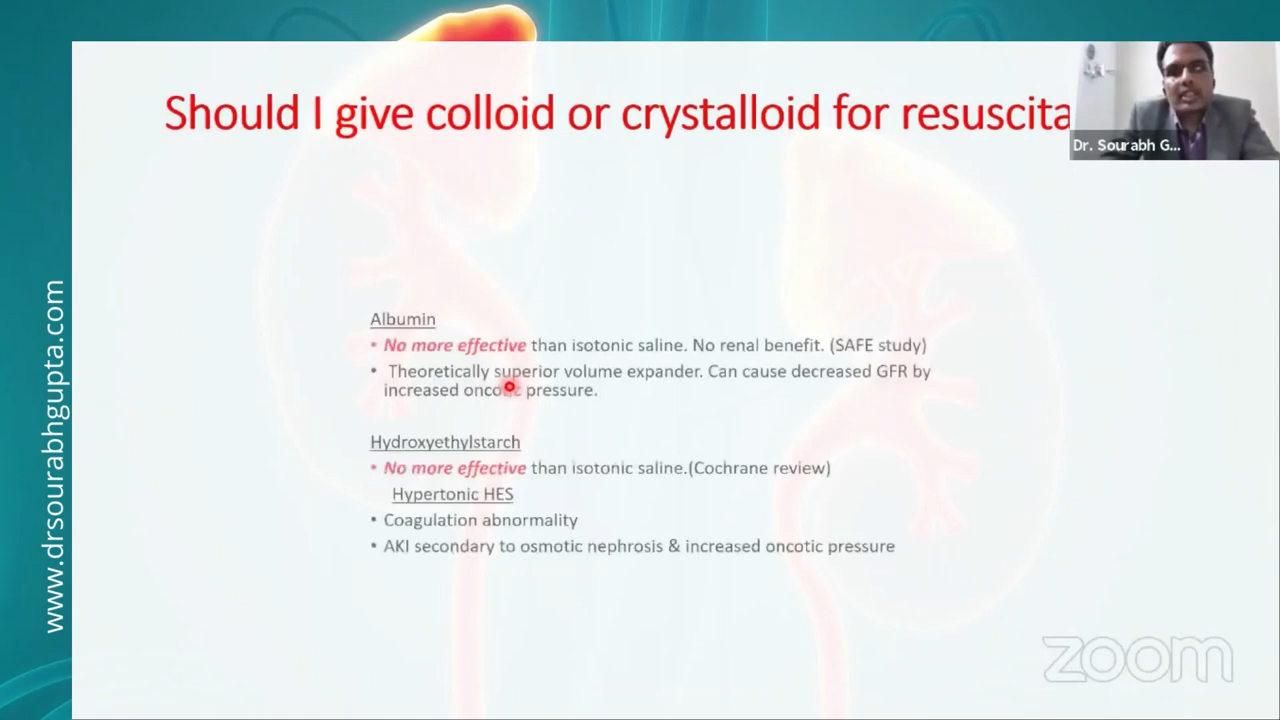 Should I give colloid or crystalloid for resuscita
Dr. Sourabh G...
www.drsourabhgupta.com
Albumin
• No more effective than isotonic saline. No renal benefit. (SAFE study)
• Theoretically superior volume expander. Can cause decreased GFR by
increased oncotic pressure.
Hydroxyethylstarch
• No more effective than isotonic saline.(Cochrane review)
Hypertonic HES
• Coagulation abnormality
• AKI secondary to osmotic nephrosis & increased oncotic pressure
zoom